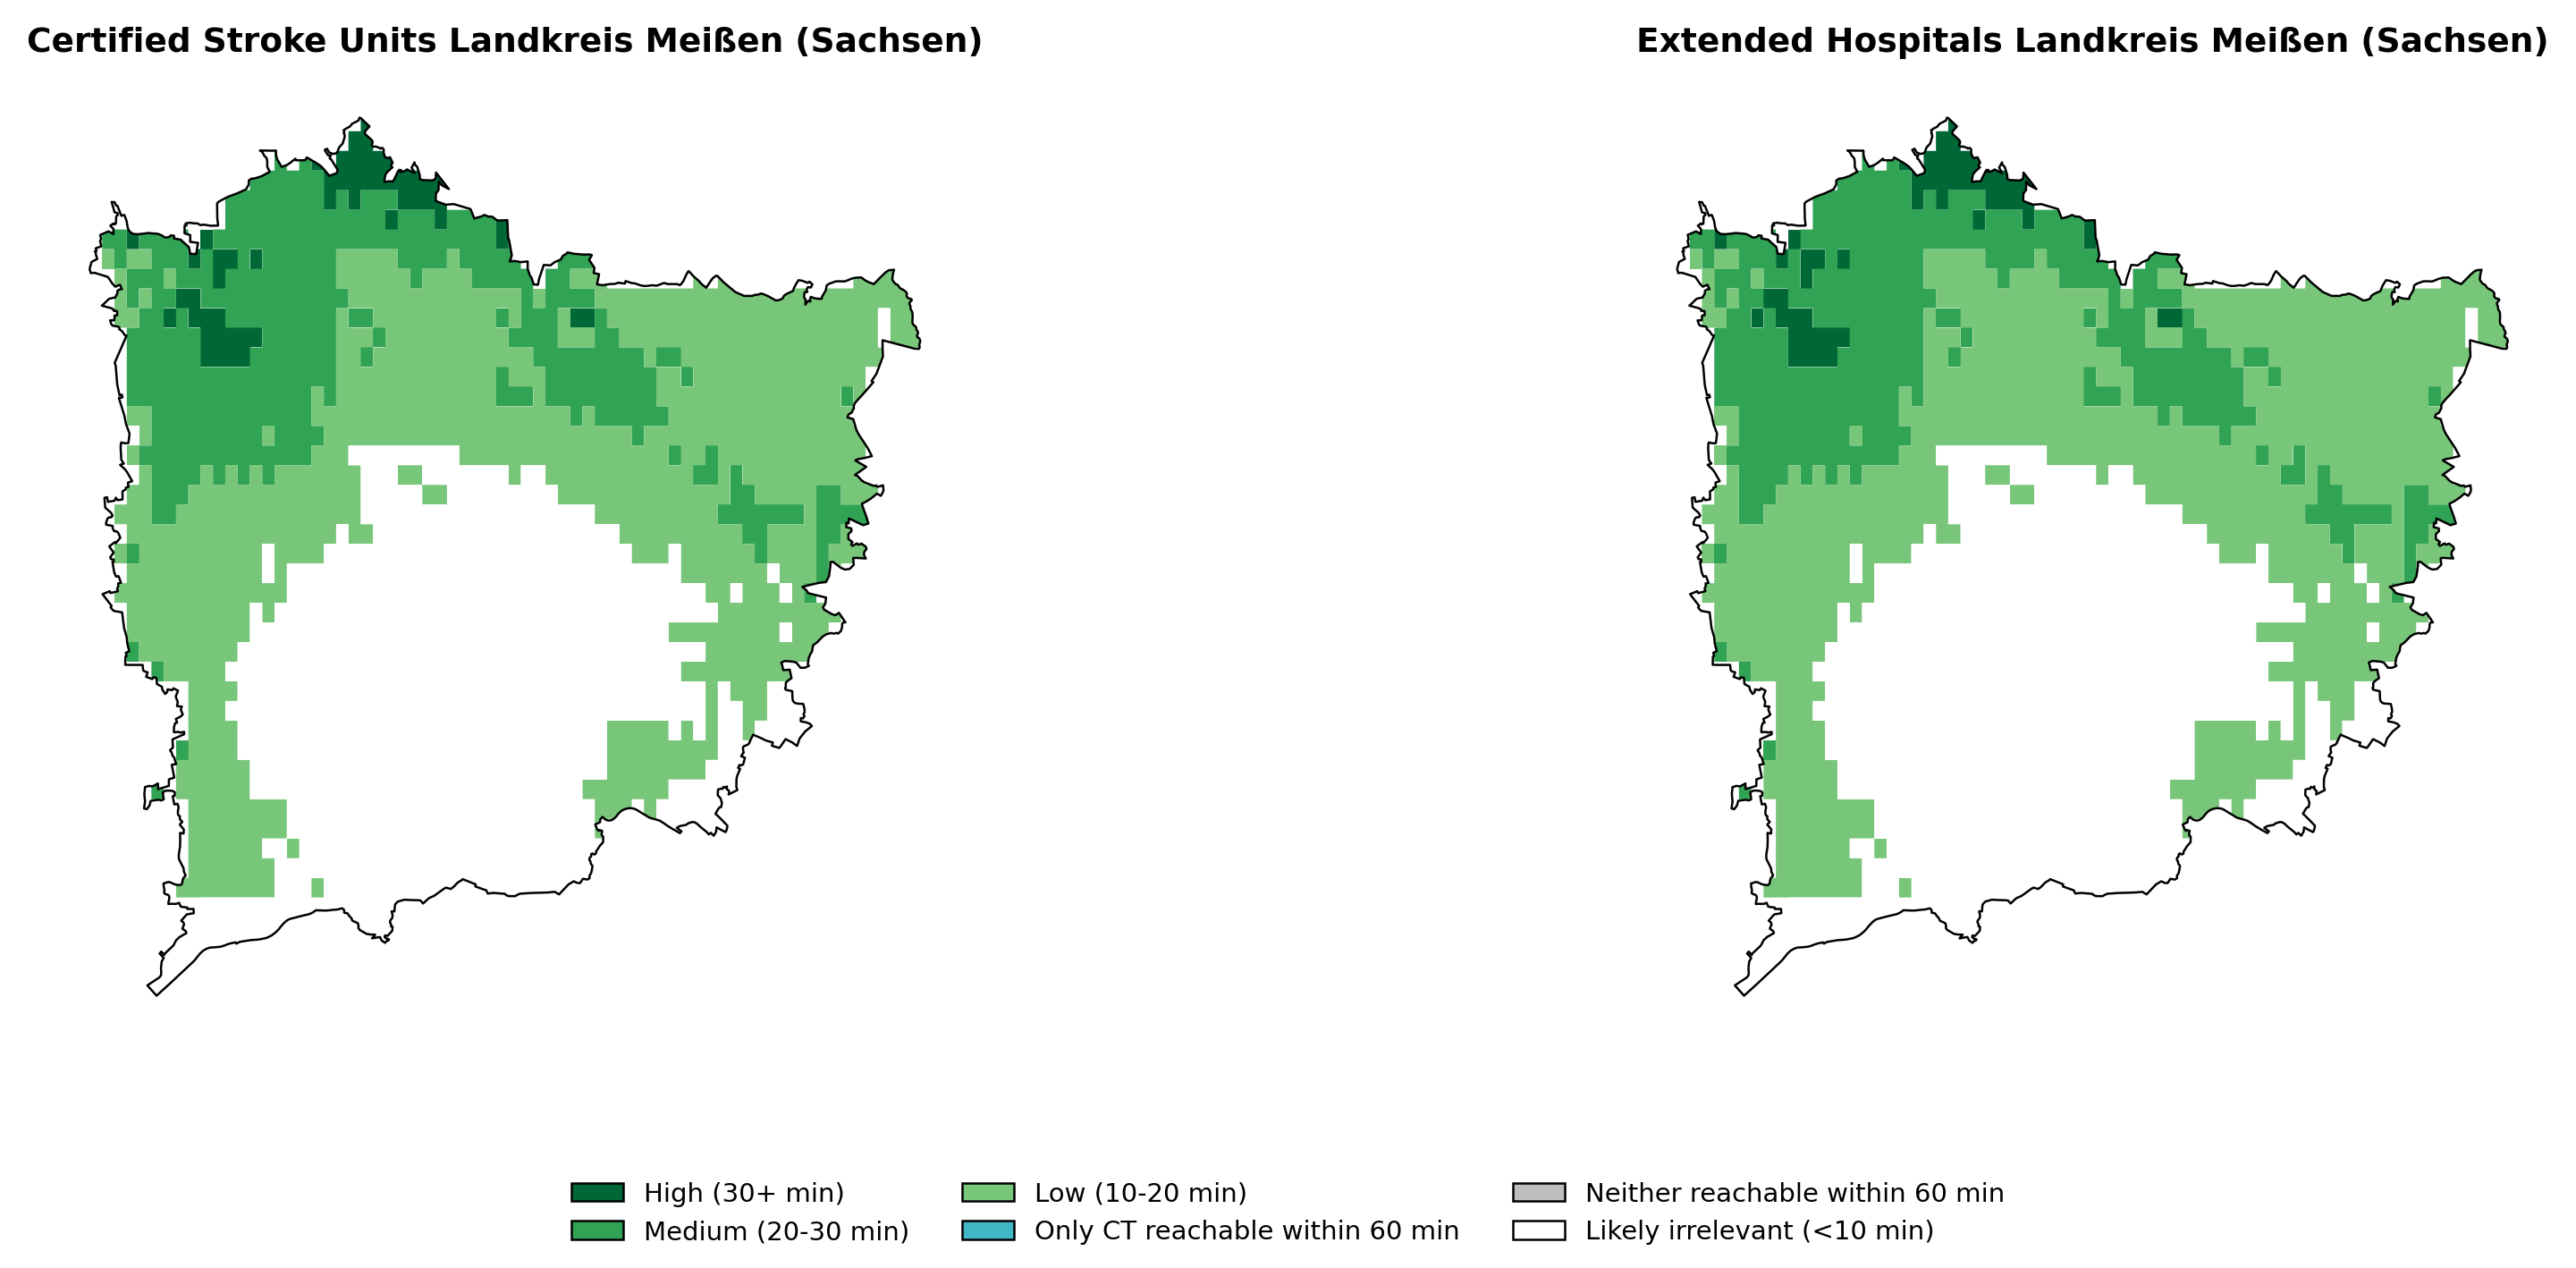 Certified Stroke Units Landkreis Meißen (Sachsen)
Extended Hospitals Landkreis Meißen (Sachsen)
High (30+ min)
Medium (20-30 min)
Low (10-20 min)
Only CT reachable within 60 min
Neither reachable within 60 min
Likely irrelevant (<10 min)